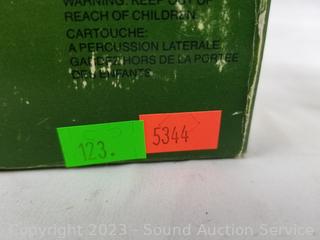 WARNING: KEEP OUT OF
REACH OF CHILDREN.
CARTOUCHE:
A PERCUSSION LATERALE.
GARDEZ HORS DE LA PORTEE
DES ENFANTS.
123.
5344
Copyright 2023 - Sound Auction Service